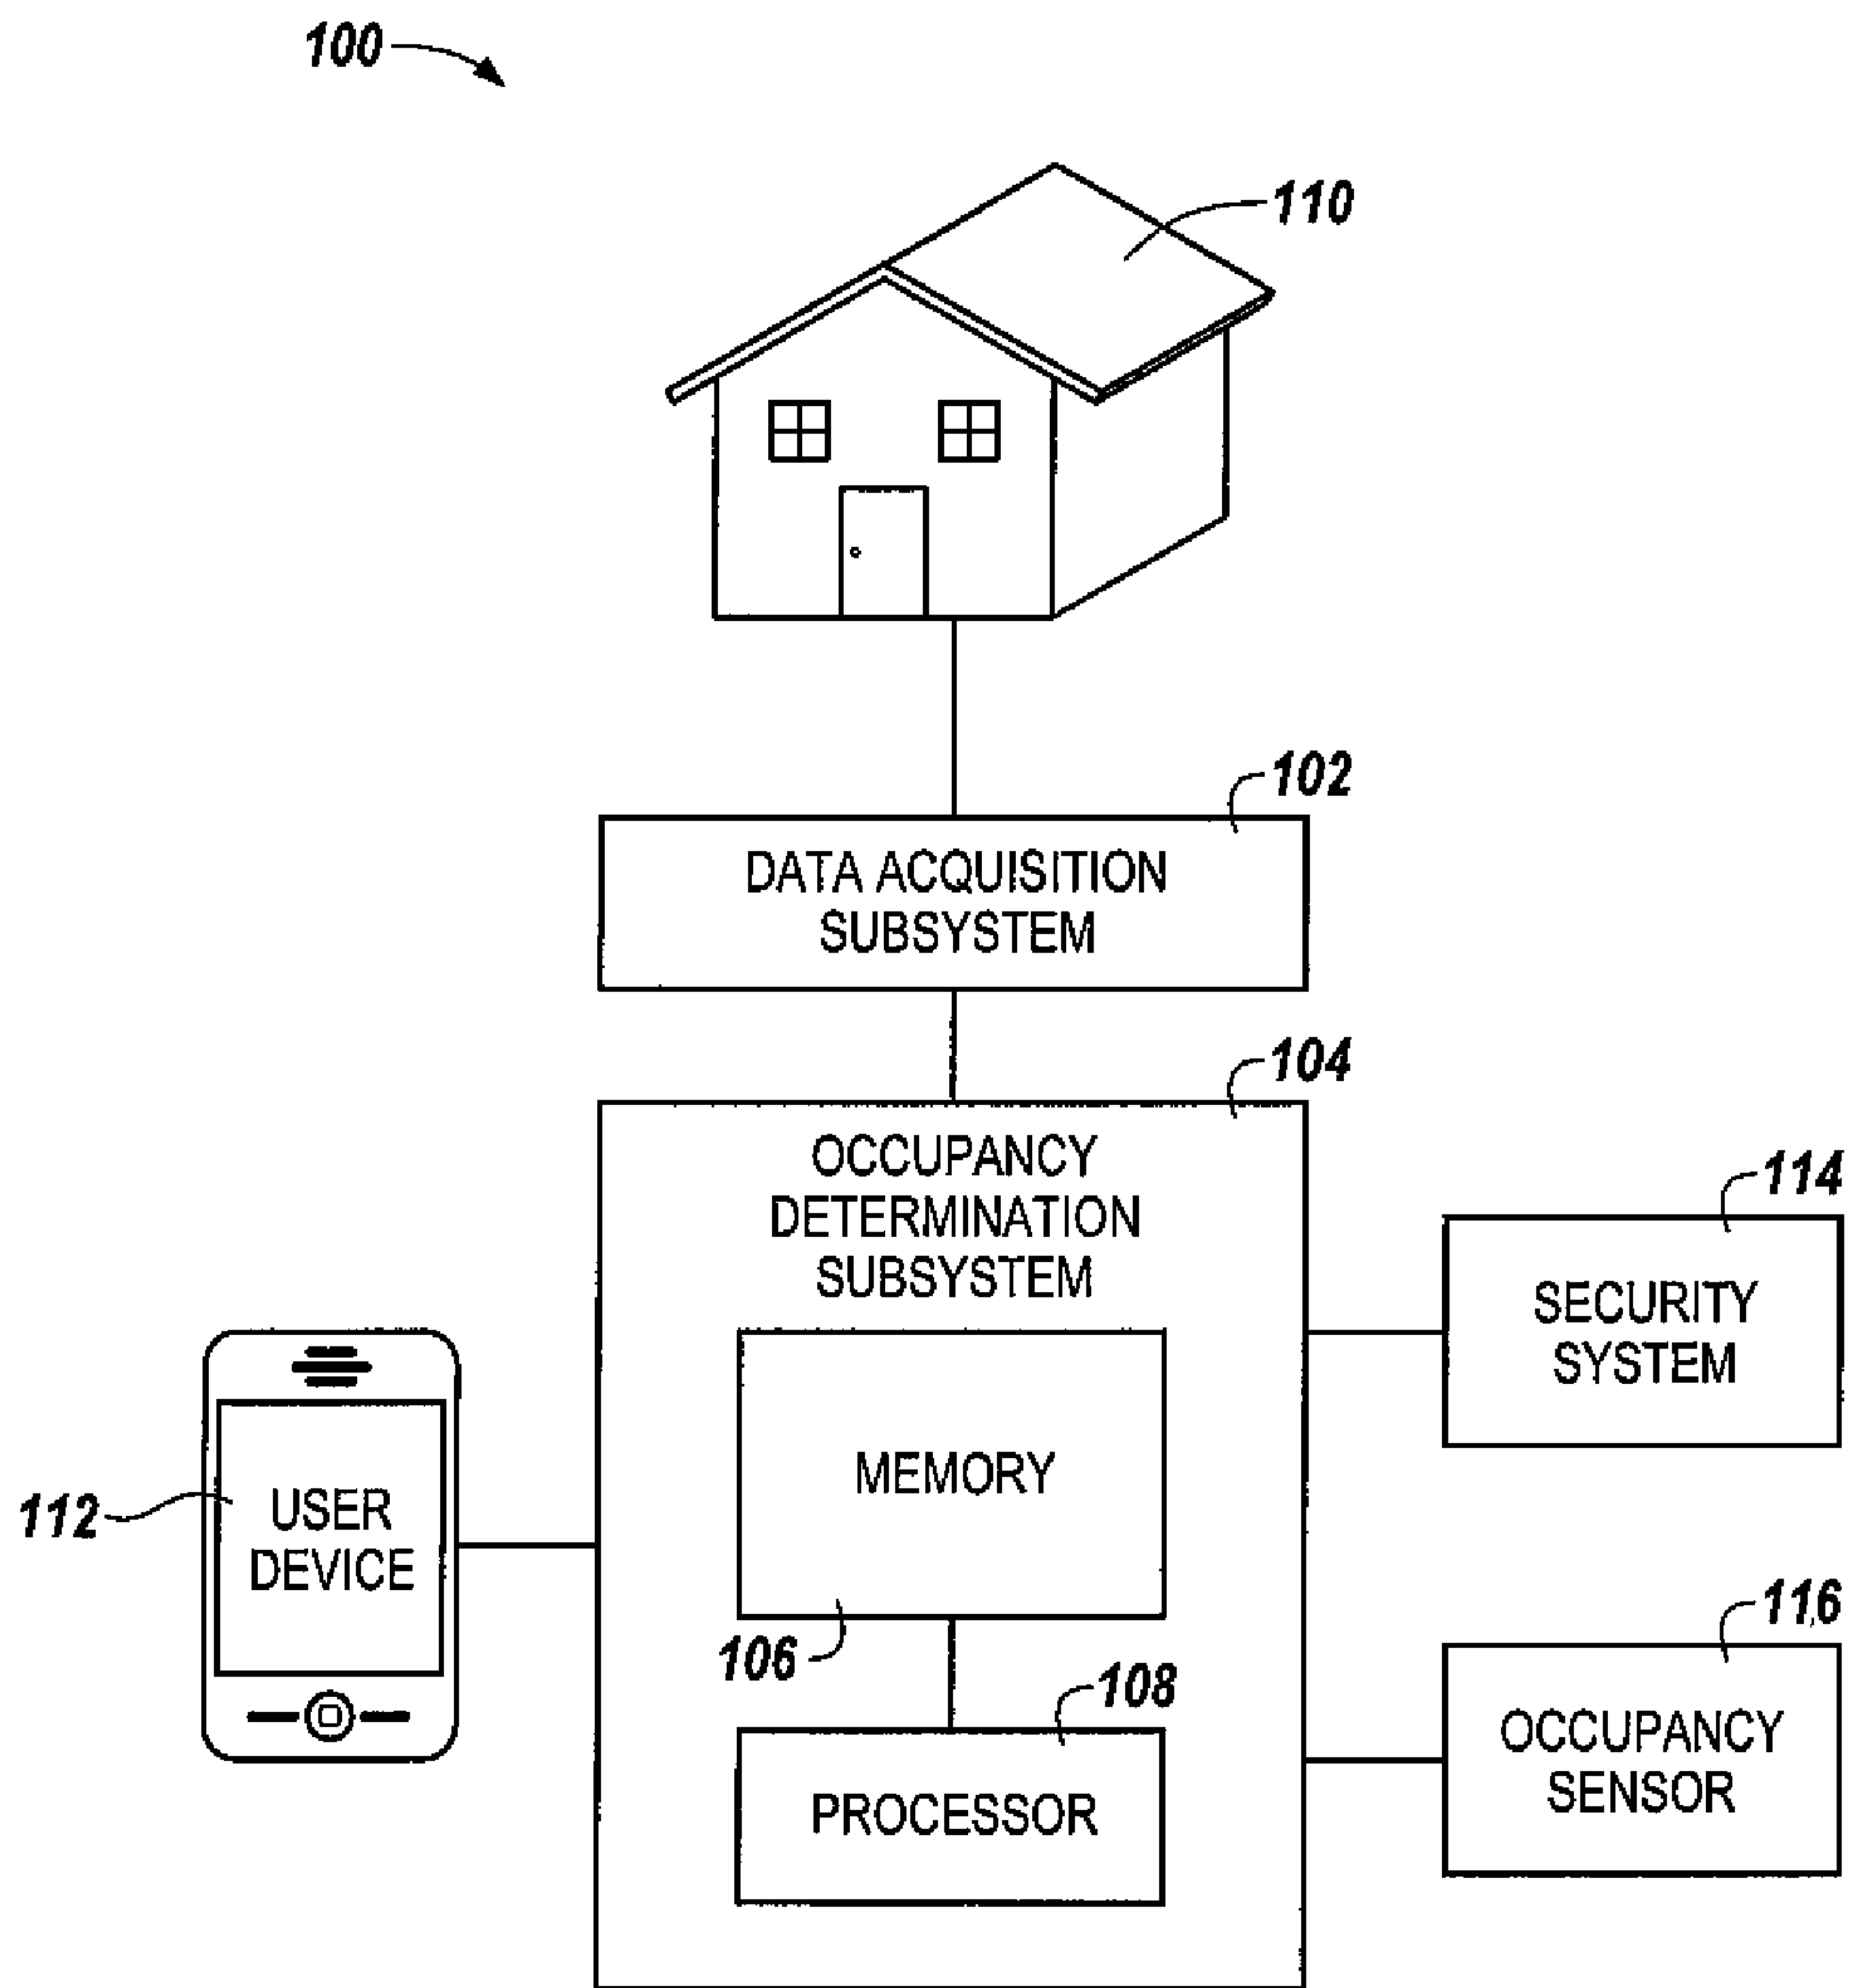 100
110
102
DATA ACQUISITION
SUBSYSTEM
104
OCCUPANCY
DETERMINATION
SUBSYSTEM
114
SECURITY
SYSTEM
MEMORY
112
USER
DEVICE
106
116
108
OCCUPANCY
SENSOR
PROCESSOR